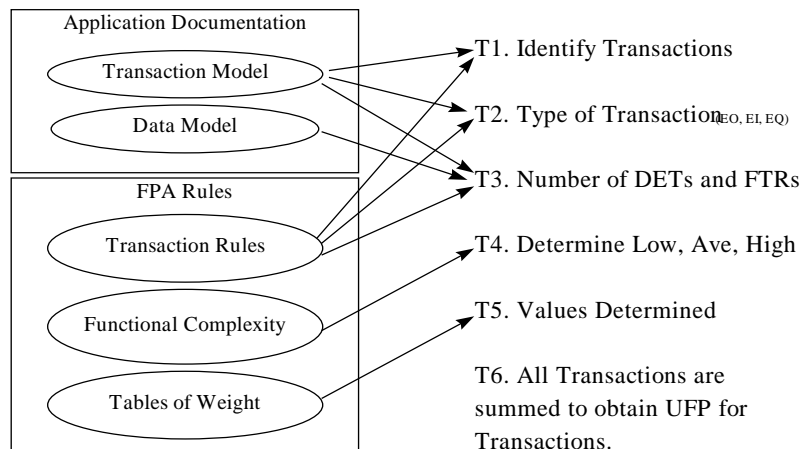 Application Documentation
Transaction Model
Data Model
FPA Rules
Transaction Rules
Functional Complexity
Tables of Weight
T1. Identify Transactions
T2. Type of Transaction (EO, EI, EQ)
T3. Number of DETs and FTRs
T4. Determine Low, Ave, High
T5. Values Determined
T6. All Transactions are
summed to obtain UFP for
Transactions.